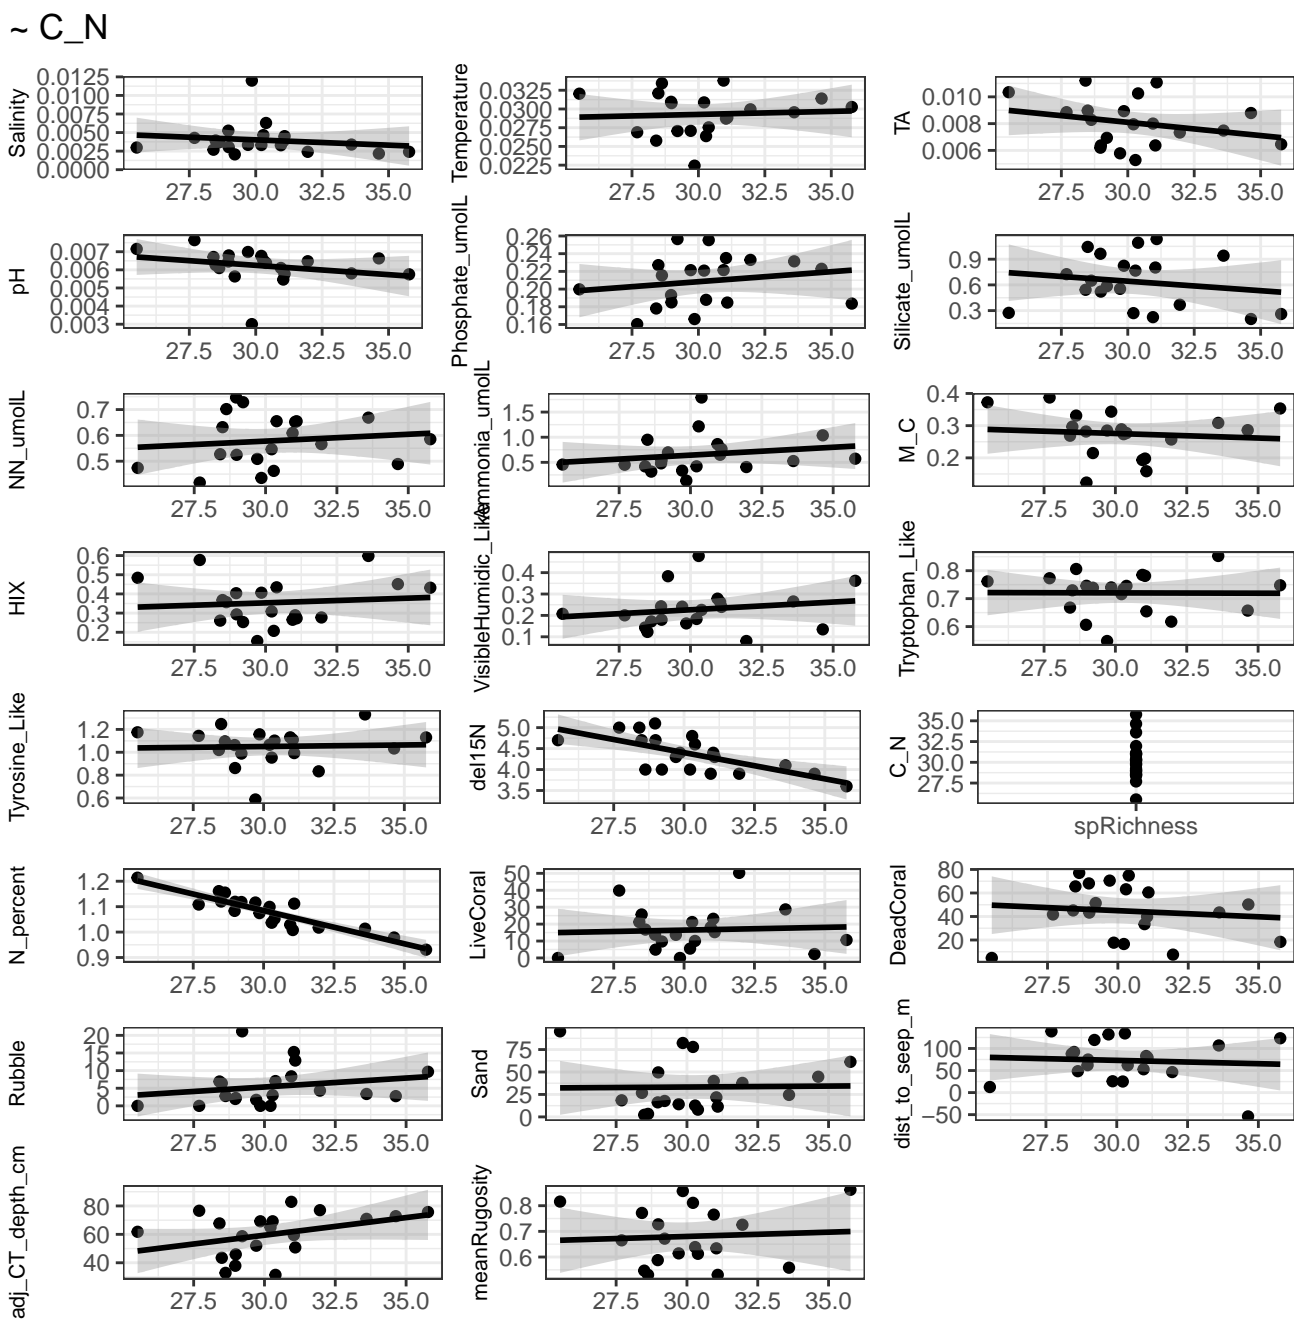 ~ C_N
Salinity
0.0125
0.0100
0.0075
0.0050
0.0025
0.0000
27.5 30.0 32.5 35.0
Temperature
0.0325
0.0300
0.0275
0.0250
0.0225
27.5 30.0 32.5 35.0
TA
0.010
0.008
0.006
27.5 30.0 32.5 35.0
pH
0.007
0.006
0.005
0.004
0.003
27.5 30.0 32.5 35.0
Phosphate_umolL
0.26
0.24
0.22
0.20
0.18
0.16
27.5 30.0 32.5 35.0
Silicate_umolL
0.9
0.6
0.3
27.5 30.0 32.5 35.0
NN_umolL
0.7
0.6
0.5
27.5 30.0 32.5 35.0
Ammonia_umolL
1.5
1.0
0.5
27.5 30.0 32.5 35.0
M_C
0.4
0.3
0.2
27.5 30.0 32.5 35.0
HIX
0.6
0.5
0.4
0.3
0.2
27.5 30.0 32.5 35.0
VisibleHumidic_Like
0.4
0.3
0.2
0.1
27.5 30.0 32.5 35.0
Tryptophan_Like
0.8
0.7
0.6
27.5 30.0 32.5 35.0
Tyrosine_Like
1.2
1.0
0.8
0.6
27.5 30.0 32.5 35.0
del15N
5.0
4.5
4.0
3.5
27.5 30.0 32.5 35.0
C_N
35.0
32.5
30.0
27.5
spRichness
N_percent
1.2
1.1
1.0
0.9
27.5 30.0 32.5 35.0
LiveCoral
50
40
30
20
10
0
27.5 30.0 32.5 35.0
DeadCoral
80
60
40
20
27.5 30.0 32.5 35.0
Rubble
20
15
10
5
0
27.5 30.0 32.5 35.0
Sand
75
50
25
0
27.5 30.0 32.5 35.0
dist_to_seep_m
100
50
0
−50
27.5 30.0 32.5 35.0
adj_CT_depth_cm
80
60
40
27.5 30.0 32.5 35.0
meanRugosity
0.8
0.7
0.6
27.5 30.0 32.5 35.0